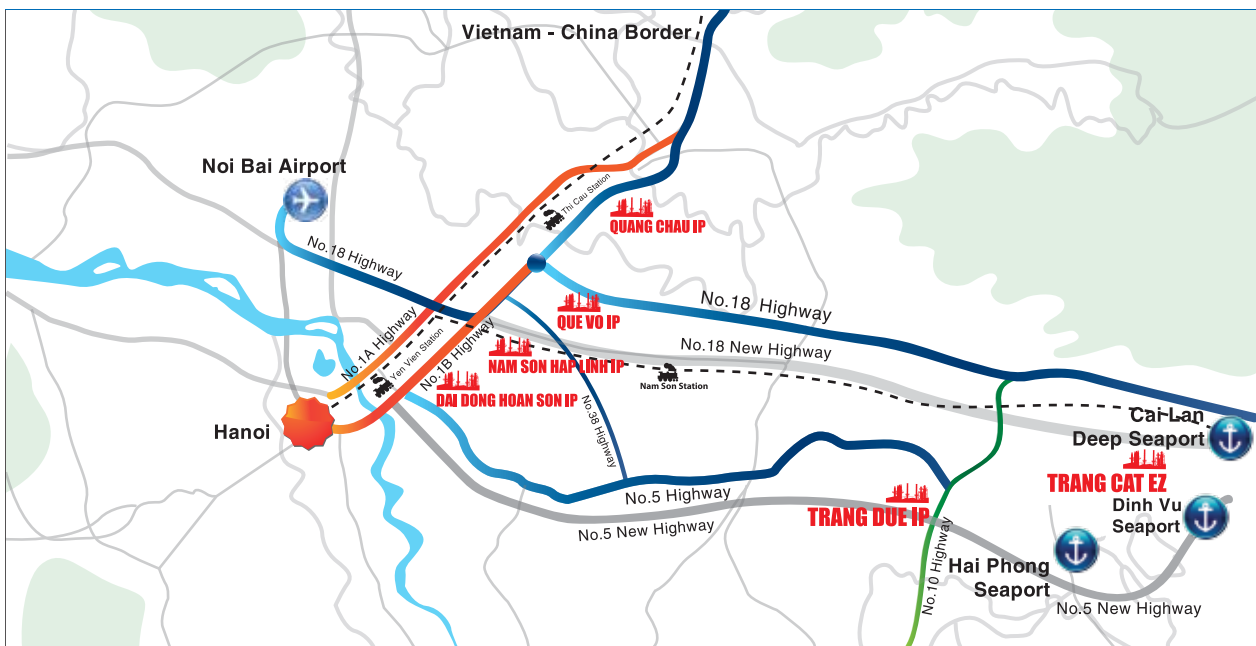 Vietnam - China Border
Noi Bai Airport
Thi Cau Station
QUANG CHAU IP
No.18 Highway
No.18 Highway
QUE VO IP
No.1A Highway
Yen Vien Station
No.1B Highway
No.18 New Highway
NAM SON HAP LINH IP
Nam Son Station
DAI DONG HOAN SON IP
No.38 Highway
Hanoi
Cai Lan
Deep Seaport
TRANG CAT EZ
No.5 Highway
No.5 New Highway
TRANG DUE IP
Dinh Vu
Seaport
No.10 Highway
Hai Phong
Seaport
No.5 New Highway